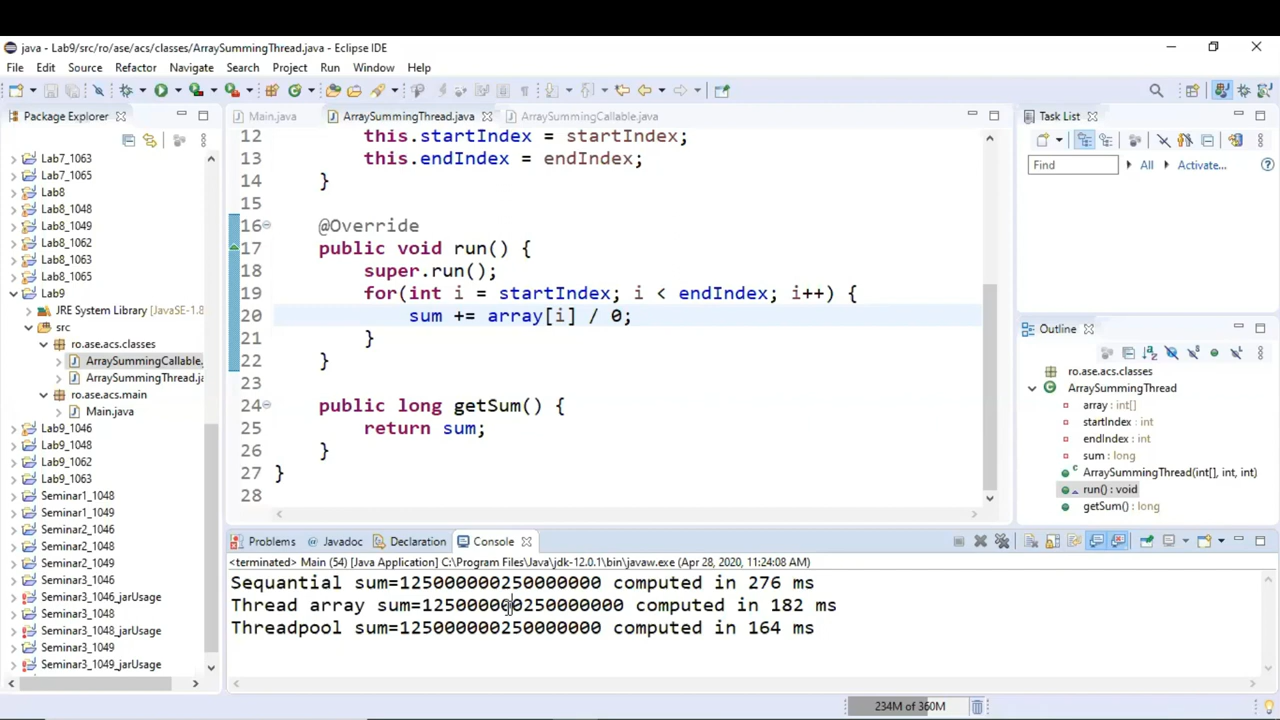 java - Lab9/src/ro/ase/acs/classes/ArraySummingThread.java - Eclipse IDE
File Edit Source Refactor Navigate Search Project Run Window Help
Package Explorer
Lab7_1063
Lab7_1065
Lab8
Lab8_1048
Lab8_1049
Lab8_1062
Lab8_1063
Lab8_1065
Lab9
JRE System Library [JavaSE-1.8
src
ro.ase.acs.classes
ArraySummingCallable.
ArraySummingThread.ja
ro.ase.acs.main
Main.java
Lab9_1046
Lab9_1048
Lab9_1062
Lab9_1063
Seminar1_1048
Seminar1_1049
Seminar2_1046
Seminar2_1048
Seminar2_1049
Seminar3_1046
Seminar3_1046_jarUsage
Seminar3_1048
Seminar3_1048_jarUsage
Seminar3_1049
Seminar3_1049_jarUsage
Main.java ArraySummingThread.java ArraySummingCallable.java
12 this.startIndex = startIndex;
13 this.endIndex = endIndex;
14 }
15
16 @Override
17 public void run() {
18 super.run();
19 for(int i = startIndex; i < endIndex; i++) {
20 sum += array[i] / 0;
21 }
22 }
23
24 public long getSum() {
25 return sum;
26 }
27 }
28
Task List
Find All Activate...
Outline
ro.ase.acs.classes
ArraySummingThread
array : int[]
startIndex : int
endIndex : int
sum : long
ArraySummingThread(int[], int, int)
run() : void
getSum() : long
Problems Javadoc Declaration Console
<terminated> Main (54) [Java Application] C:\Program Files\Java\jdk-12.0.1\bin\javaw.exe (Apr 28, 2020, 11:24:08 AM)
Sequantial sum=125000000250000000 computed in 276 ms
Thread array sum=125000000250000000 computed in 182 ms
Threadpool sum=125000000250000000 computed in 164 ms
234M of 360M